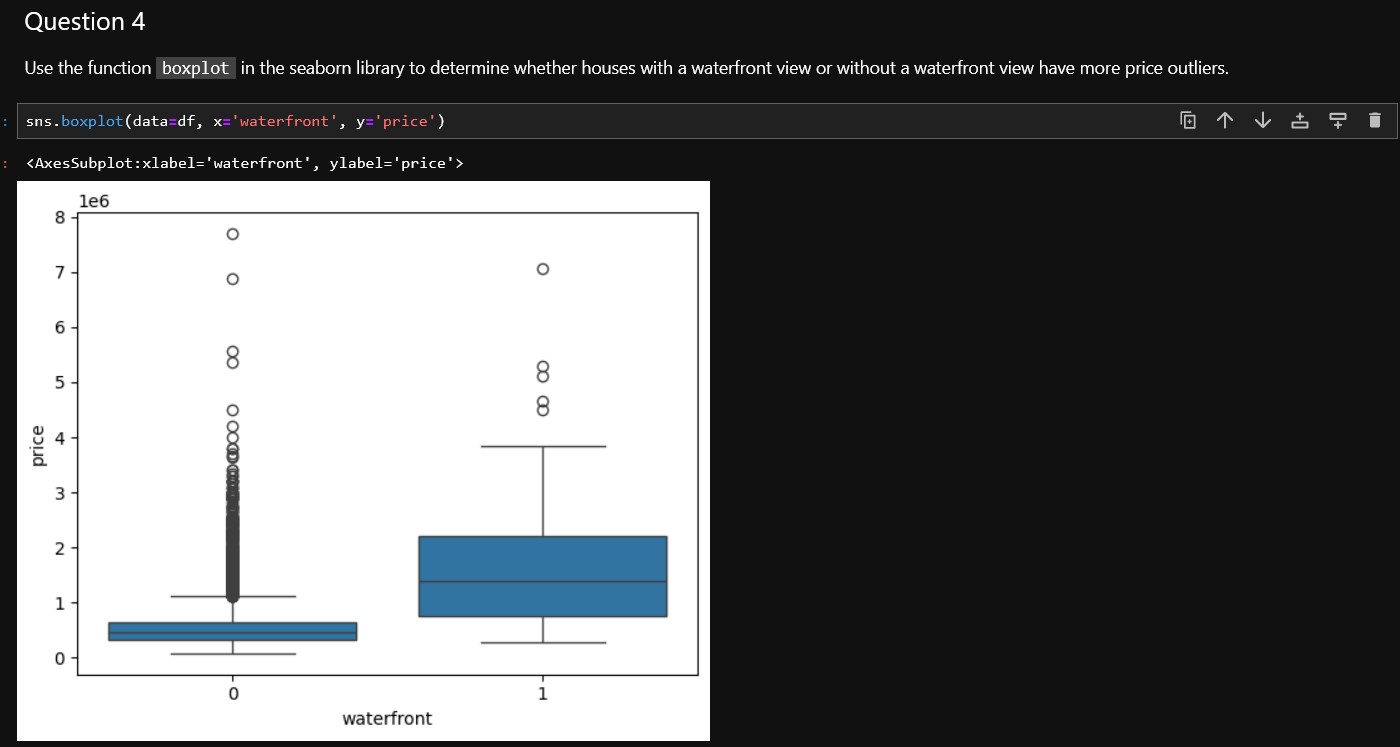 Question 4
Use the function boxplot in the seaborn library to determine whether houses with a waterfront view or without a waterfront view have more price outliers.
: sns.boxplot(data=df, x='waterfront', y='price')
: <AxesSubplot:xlabel='waterfront', ylabel='price'>
1e6
8
7
6
5
4
3
2
1
0
price
0 1
waterfront